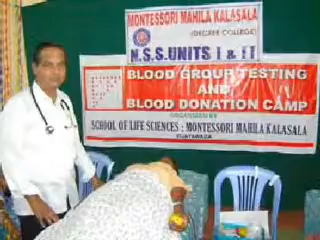 MONTESSORI MAHILA KALASALA
(DEGREE COLLEGE)
N.S.S. UNITS I & II
BLOOD GROUP TESTING
AND
BLOOD DONATION CAMP
ORGANISED BY
SCHOOL OF LIFE SCIENCES : MONTESSORI MAHILA KALASALA
VIJAYAWADA